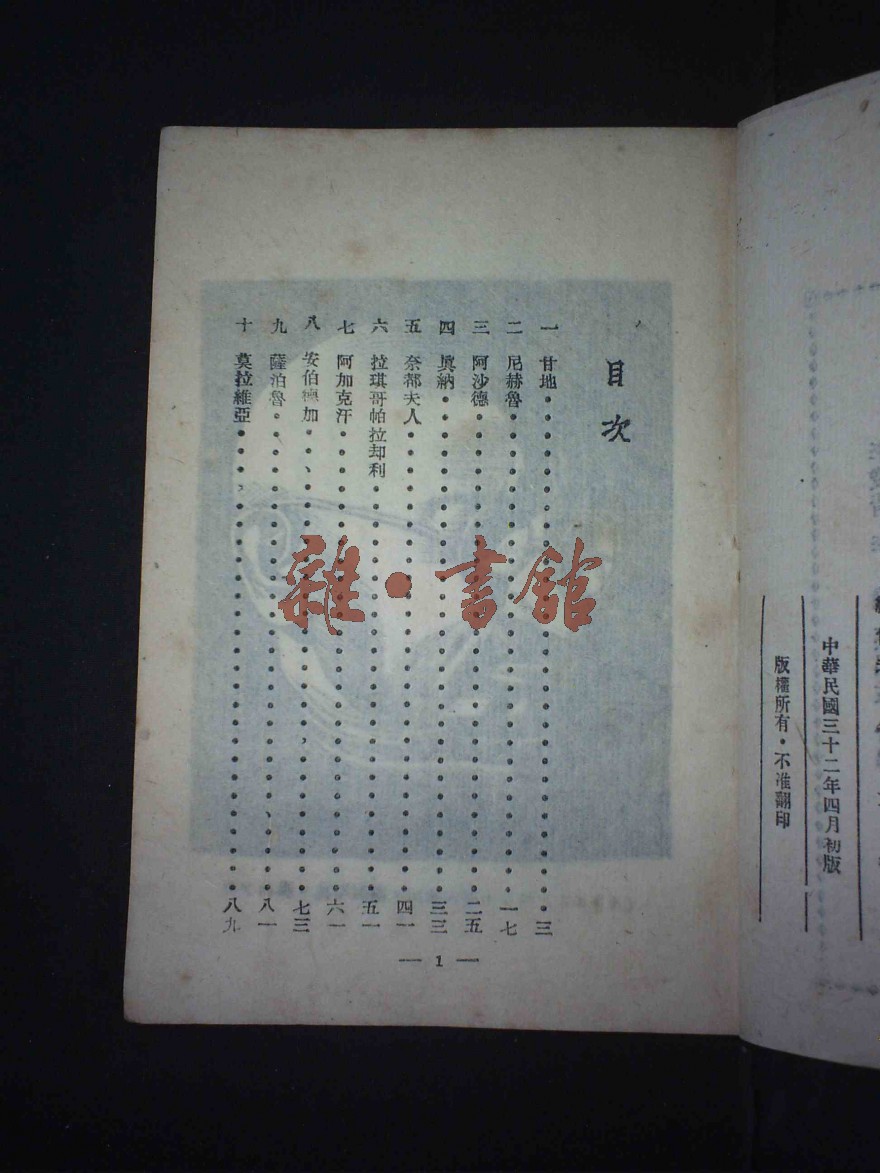 版權所有・不准翻印
中華民國三十二年四月初版
目次
一 甘地 三
二 尼赫魯 一七
三 阿沙德 二五
四 眞納 三三
五 奈都夫人 四一
六 拉琪哥帕拉却利 五一
七 阿加克汗 六一
八 安伯德加 七三
九 薩泊魯 八一
十 莫拉維亞 八九
— 1 —
雜・書館